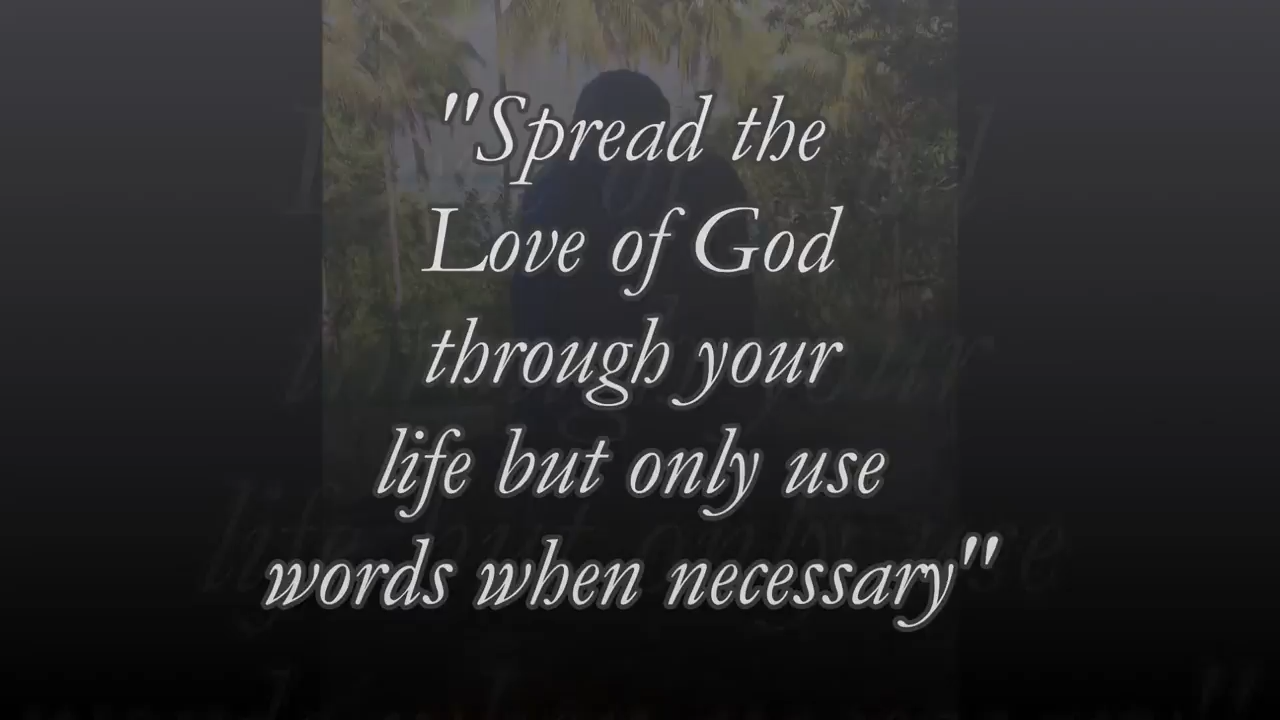 "Spread the
Love of God
through your
life but only use
words when necessary"